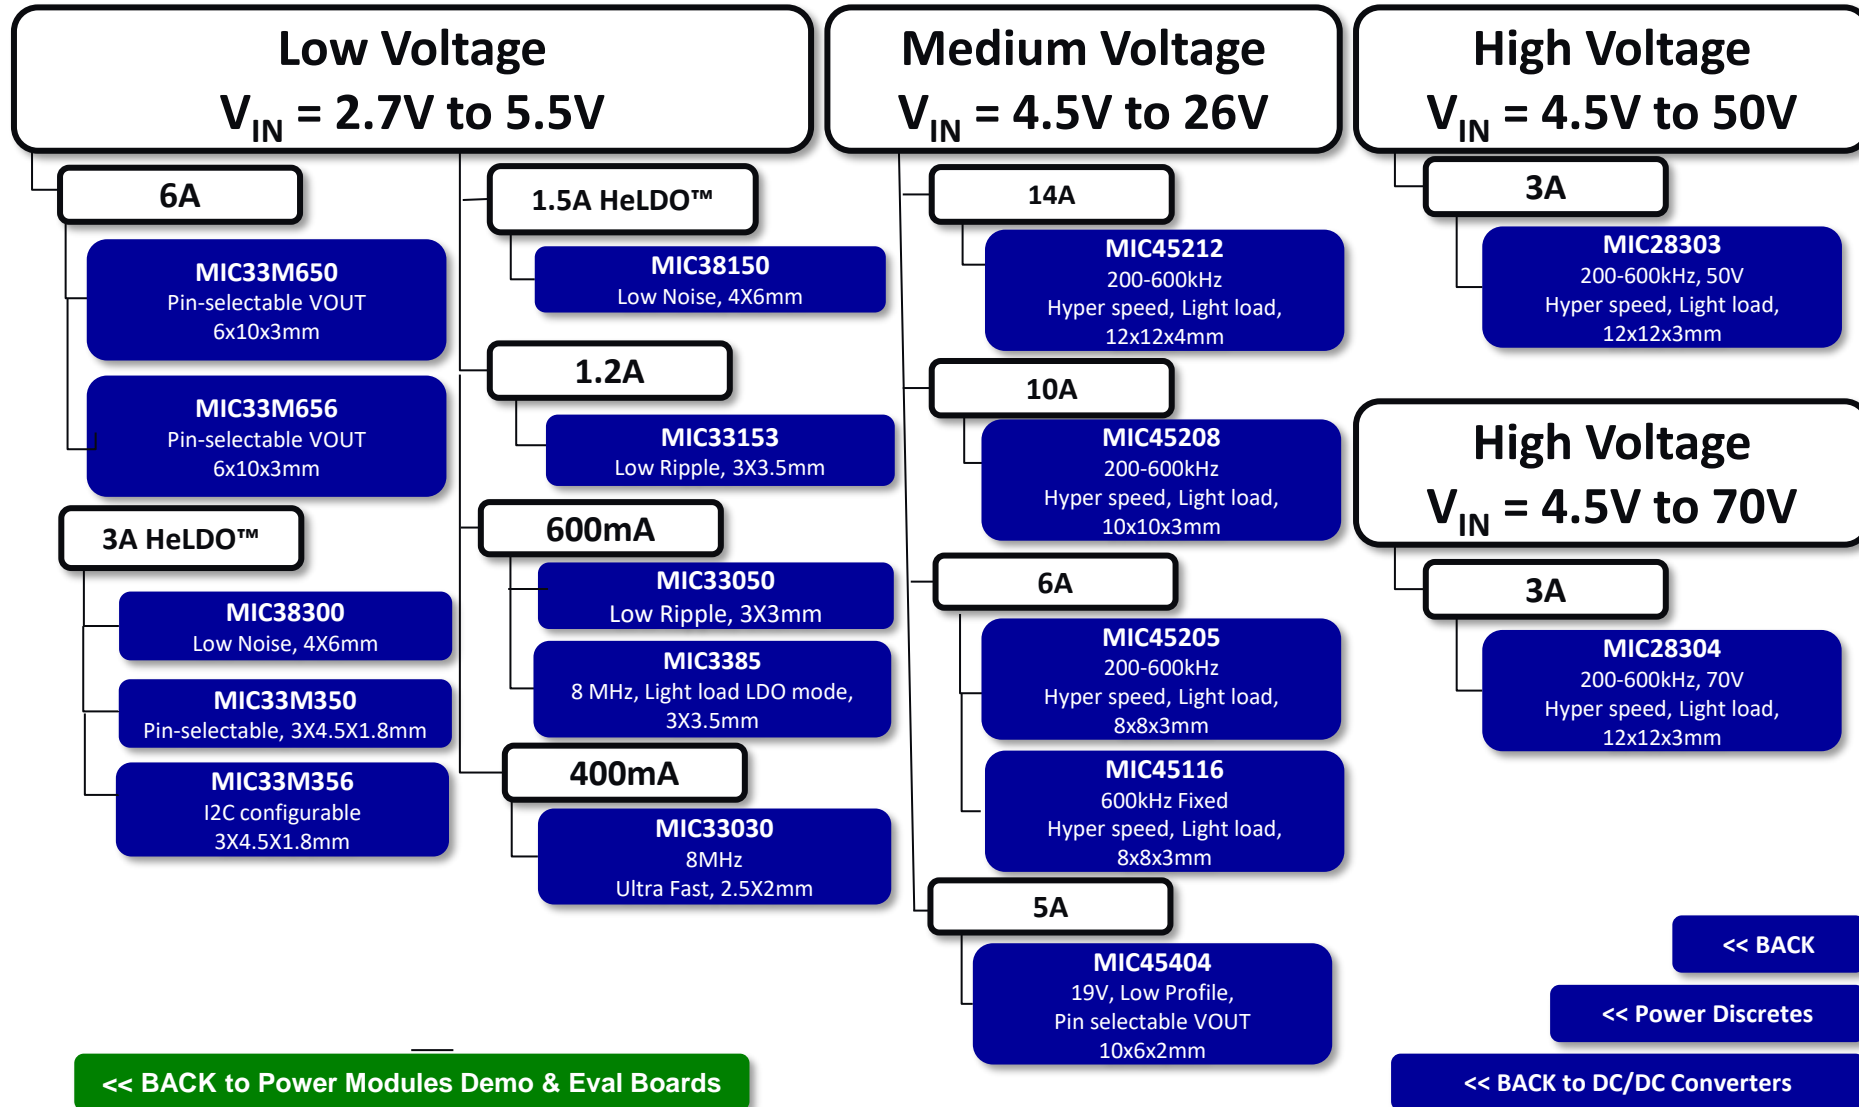 Low Voltage
VIN = 2.7V to 5.5V
6A
MIC33M650
Pin-selectable VOUT
6x10x3mm
MIC33M656
Pin-selectable VOUT
6x10x3mm
3A HeLDO™
MIC38300
Low Noise, 4X6mm
MIC33M350
Pin-selectable, 3X4.5X1.8mm
MIC33M356
I2C configurable
3X4.5X1.8mm
1.5A HeLDO™
MIC38150
Low Noise, 4X6mm
1.2A
MIC33153
Low Ripple, 3X3.5mm
600mA
MIC33050
Low Ripple, 3X3mm
MIC3385
8 MHz, Light load LDO mode,
3X3.5mm
400mA
MIC33030
8MHz
Ultra Fast, 2.5X2mm
Medium Voltage
VIN = 4.5V to 26V
14A
MIC45212
200-600kHz
Hyper speed, Light load,
12x12x4mm
10A
MIC45208
200-600kHz
Hyper speed, Light load,
10x10x3mm
6A
MIC45205
200-600kHz
Hyper speed, Light load,
8x8x3mm
MIC45116
600kHz Fixed
Hyper speed, Light load,
8x8x3mm
5A
MIC45404
19V, Low Profile,
Pin selectable VOUT
10x6x2mm
High Voltage
VIN = 4.5V to 50V
3A
MIC28303
200-600kHz, 50V
Hyper speed, Light load,
12x12x3mm
High Voltage
VIN = 4.5V to 70V
3A
MIC28304
200-600kHz, 70V
Hyper speed, Light load,
12x12x3mm
<< BACK
<< Power Discretes
<< BACK to DC/DC Converters
<< BACK to Power Modules Demo & Eval Boards